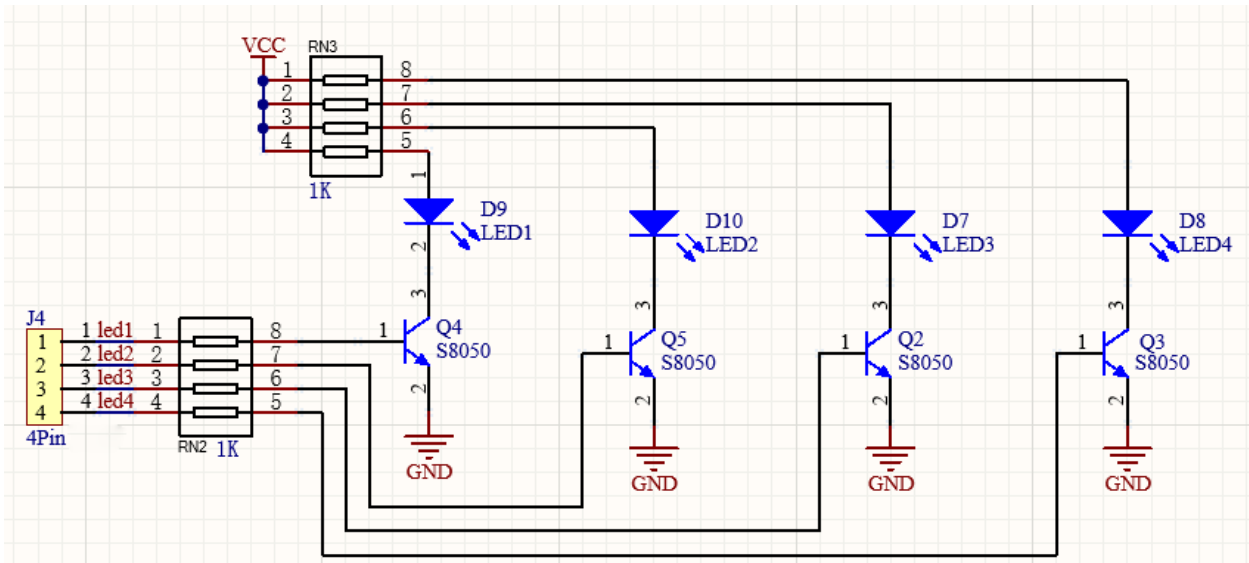 VCC
RN3
1 8
2 7
3 6
4 5
1K
1
D9
LED1
2
D10
LED2
D7
LED3
D8
LED4
3
3
3
3
J4
1 1 led1 1 8
2 2 led2 2 7
3 3 led3 3 6
4 4 led4 4 5
4Pin
RN2 1K
1
Q4
S8050
2
GND
1
Q5
S8050
2
GND
1
Q2
S8050
2
GND
1
Q3
S8050
2
GND